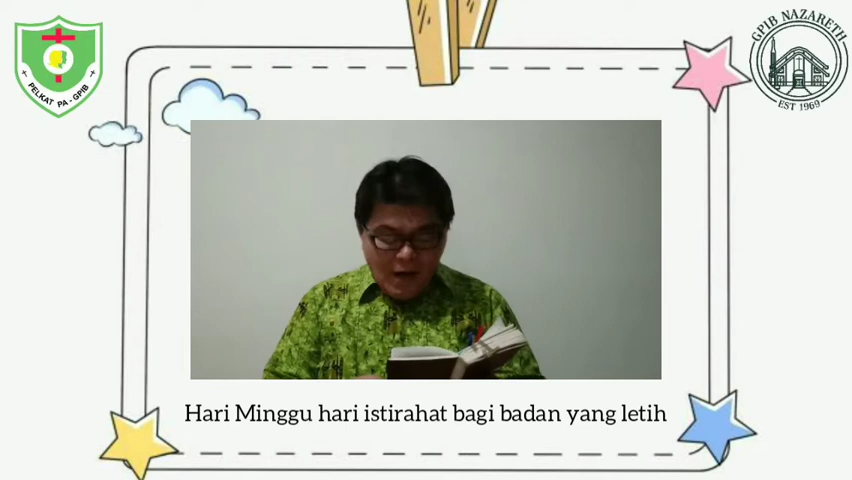 PELKAT PA - GPIB
GPIB NAZARETH
EST 1969
Hari Minggu hari istirahat bagi badan yang letih